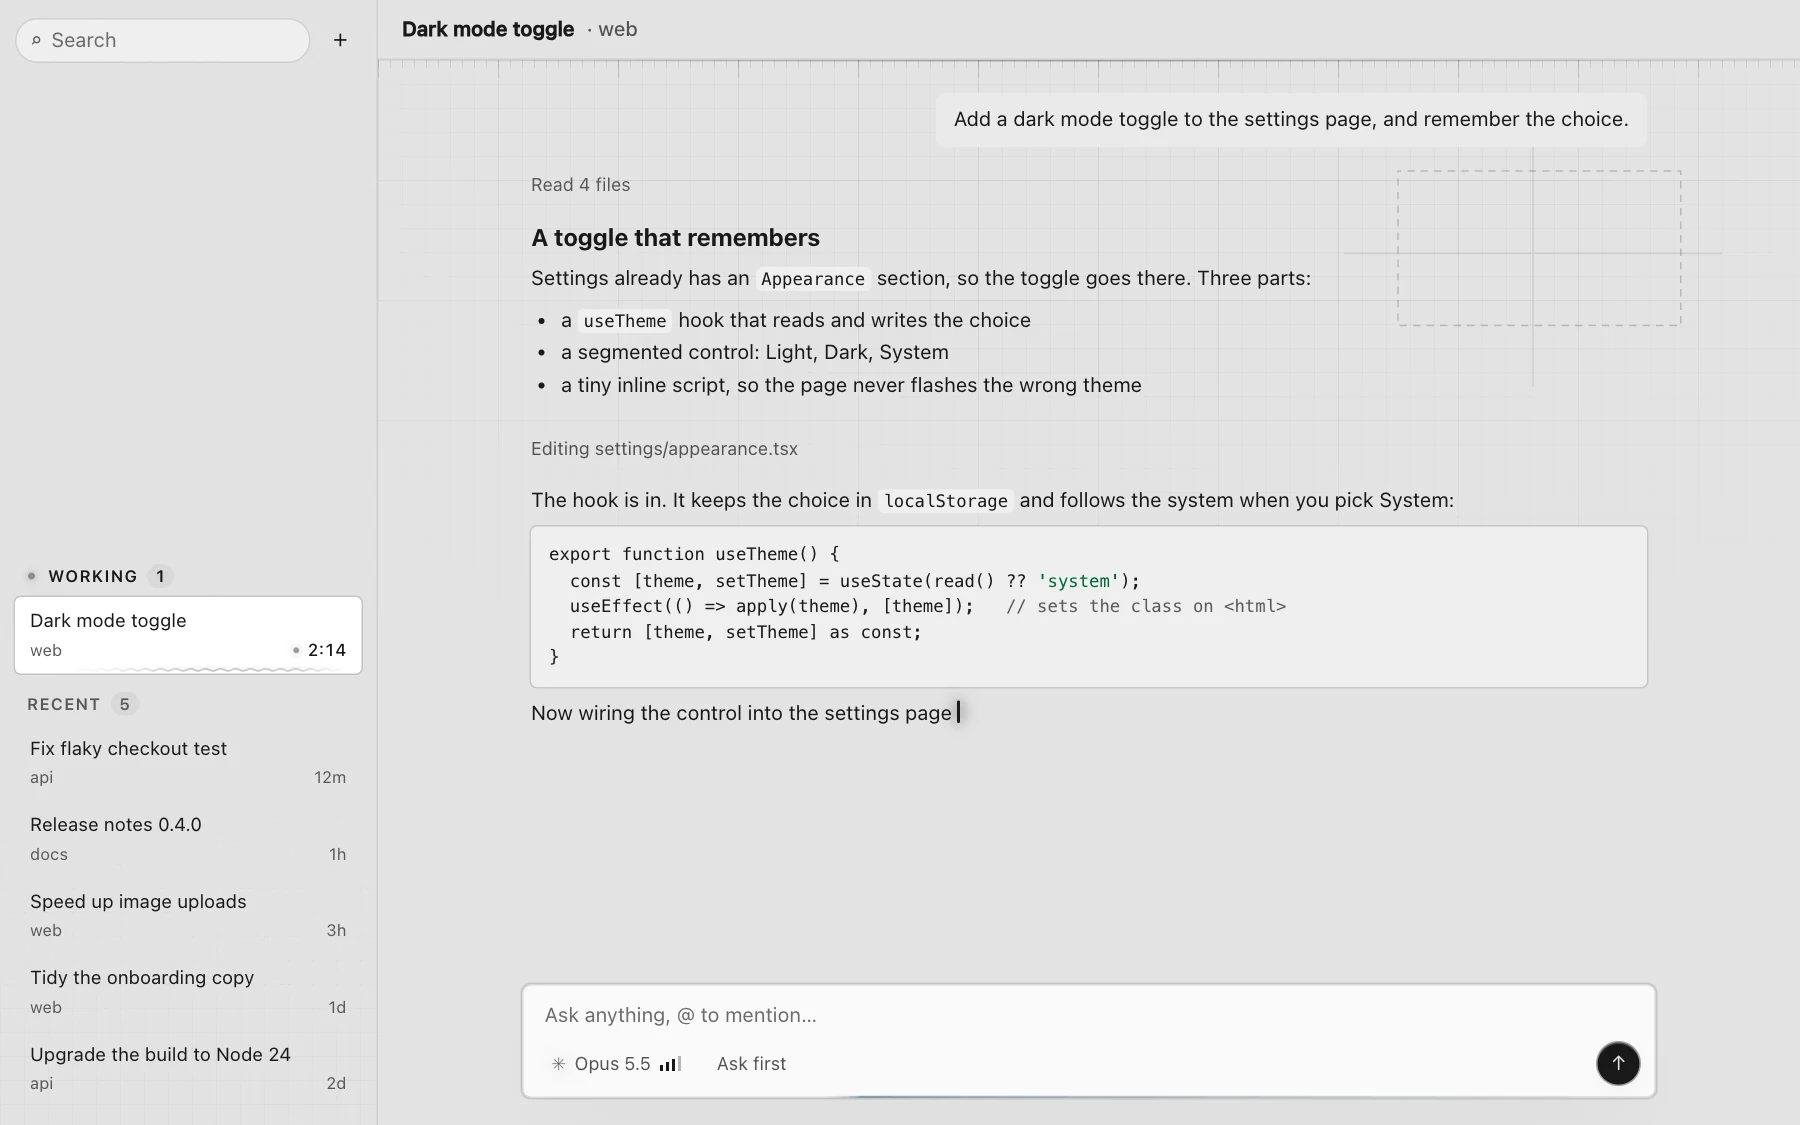 Search
+
Dark mode toggle · web
Add a dark mode toggle to the settings page, and remember the choice.
Read 4 files
A toggle that remembers
Settings already has an Appearance section, so the toggle goes there. Three parts:
• a useTheme hook that reads and writes the choice
• a segmented control: Light, Dark, System
• a tiny inline script, so the page never flashes the wrong theme
Editing settings/appearance.tsx
The hook is in. It keeps the choice in localStorage and follows the system when you pick System:
export function useTheme() {
  const [theme, setTheme] = useState(read() ?? 'system');
  useEffect(() => apply(theme), [theme]);   // sets the class on <html>
  return [theme, setTheme] as const;
}
Now wiring the control into the settings page
WORKING 1
Dark mode toggle
web 2:14
RECENT 5
Fix flaky checkout test
api 12m
Release notes 0.4.0
docs 1h
Speed up image uploads
web 3h
Tidy the onboarding copy
web 1d
Upgrade the build to Node 24
api 2d
Ask anything, @ to mention...
Opus 5.5 Ask first